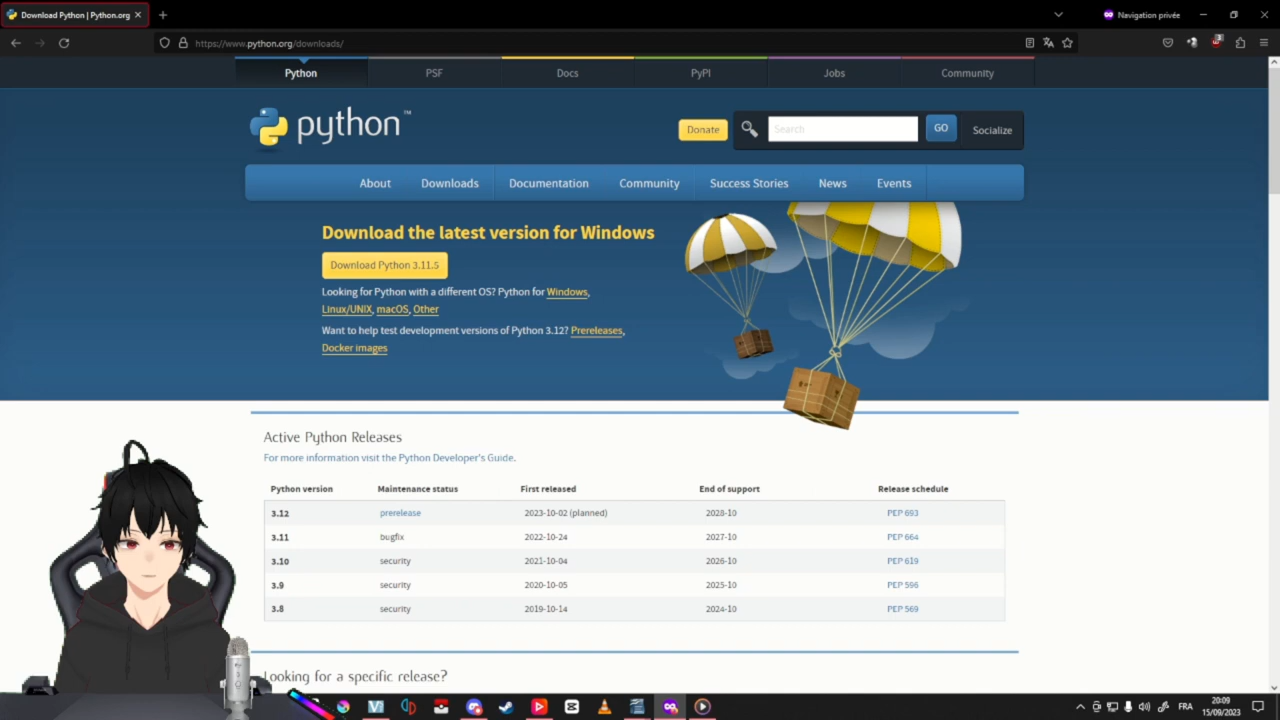 Download Python | Python.org
Navigation privée
https://www.python.org/downloads/
3
Python PSF Docs PyPI Jobs Community
python™
Donate Search GO Socialize
About Downloads Documentation Community Success Stories News Events
Download the latest version for Windows
Download Python 3.11.5
Looking for Python with a different OS? Python for Windows,
Linux/UNIX, macOS, Other
Want to help test development versions of Python 3.12? Prereleases,
Docker images
Active Python Releases
For more information visit the Python Developer's Guide.
Python version Maintenance status First released End of support Release schedule
3.12 prerelease 2023-10-02 (planned) 2028-10 PEP 693
3.11 bugfix 2022-10-24 2027-10 PEP 664
3.10 security 2021-10-04 2026-10 PEP 619
3.9 security 2020-10-05 2025-10 PEP 596
3.8 security 2019-10-14 2024-10 PEP 569
Looking for a specific release?
FRA
20:09
15/09/2023